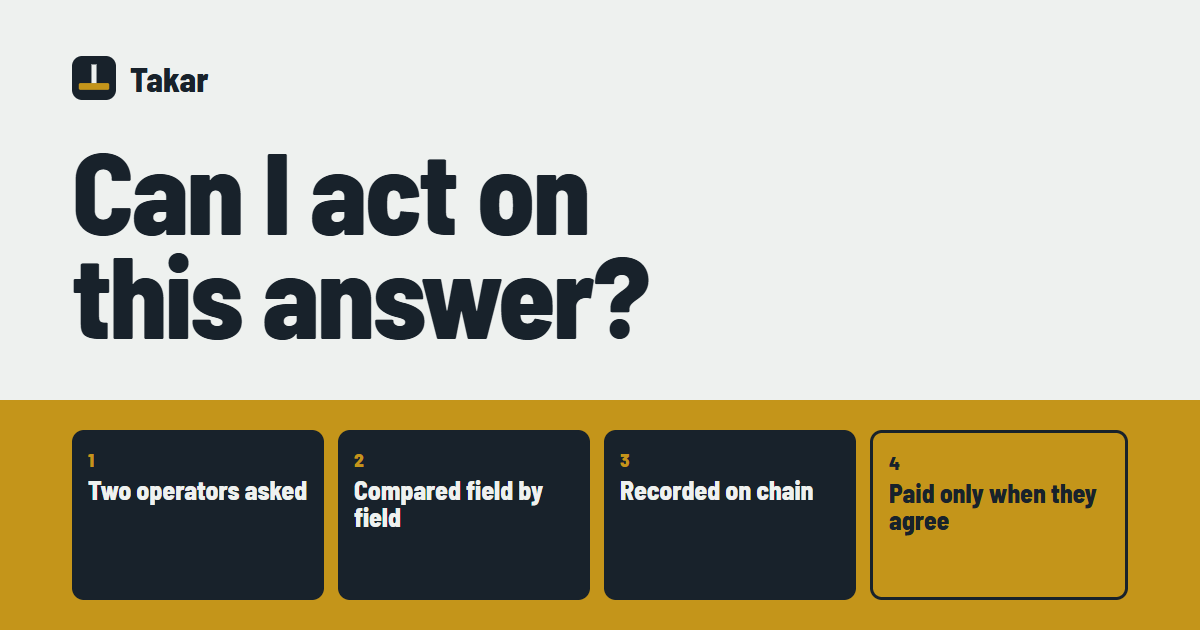 Takar
Can I act on
this answer?
1
Two operators asked
2
Compared field by
field
3
Recorded on chain
4
Paid only when they
agree